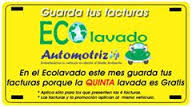 Guarda tus facturas
ECOlavado
Automotriz
En el Ecolavado este mes guarda tus
facturas porque la QUINTA lavada es Gratis
* Aplica sólo para los que presenten las 4 facturas.
* Las facturas y la promoción aplican al mismo vehículo.